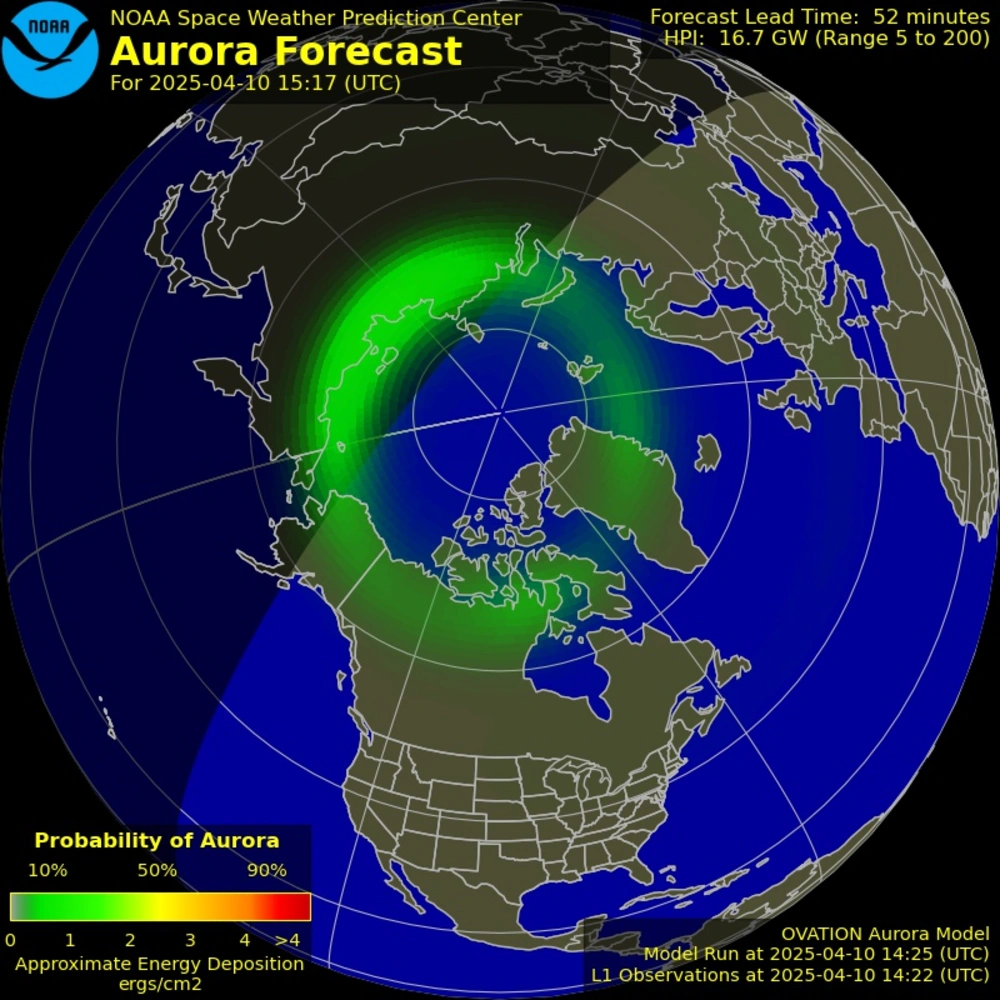 NOAA
NOAA Space Weather Prediction Center
Aurora Forecast
For 2025-04-10 15:17 (UTC)
Forecast Lead Time: 52 minutes
HPI: 16.7 GW (Range 5 to 200)
Probability of Aurora
10% 50% 90%
0 1 2 3 4 >4
Approximate Energy Deposition
ergs/cm2
OVATION Aurora Model
Model Run at 2025-04-10 14:25 (UTC)
L1 Observations at 2025-04-10 14:22 (UTC)